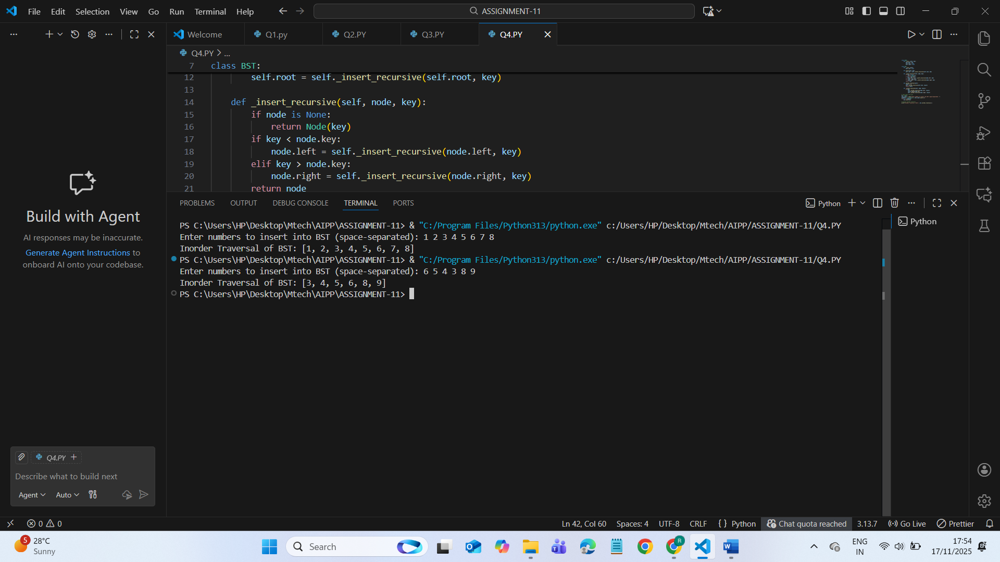 File Edit Selection View Go Run Terminal Help
ASSIGNMENT-11
Welcome
Q1.py
Q2.PY
Q3.PY
Q4.PY
Q4.PY > ...
7 class BST:
12 self.root = self._insert_recursive(self.root, key)
13
14 def _insert_recursive(self, node, key):
15 if node is None:
16 return Node(key)
17 if key < node.key:
18 node.left = self._insert_recursive(node.left, key)
19 elif key > node.key:
20 node.right = self._insert_recursive(node.right, key)
21 return node
Build with Agent
AI responses may be inaccurate.
Generate Agent Instructions to
onboard AI onto your codebase.
PROBLEMS OUTPUT DEBUG CONSOLE TERMINAL PORTS
Python
Python
PS C:\Users\HP\Desktop\Mtech\AIPP\ASSIGNMENT-11> & "C:/Program Files/Python313/python.exe" c:/Users/HP/Desktop/Mtech/AIPP/ASSIGNMENT-11/Q4.PY
Enter numbers to insert into BST (space-separated): 1 2 3 4 5 6 7 8
Inorder Traversal of BST: [1, 2, 3, 4, 5, 6, 7, 8]
PS C:\Users\HP\Desktop\Mtech\AIPP\ASSIGNMENT-11> & "C:/Program Files/Python313/python.exe" c:/Users/HP/Desktop/Mtech/AIPP/ASSIGNMENT-11/Q4.PY
Enter numbers to insert into BST (space-separated): 6 5 4 3 8 9
Inorder Traversal of BST: [3, 4, 5, 6, 8, 9]
PS C:\Users\HP\Desktop\Mtech\AIPP\ASSIGNMENT-11>
Q4.PY +
Describe what to build next
Agent Auto
0 0
Ln 42, Col 60 Spaces: 4 UTF-8 CRLF {} Python Chat quota reached 3.13.7 Go Live Prettier
5
28°C
Sunny
Search
R
ENG
IN
17:54
17/11/2025